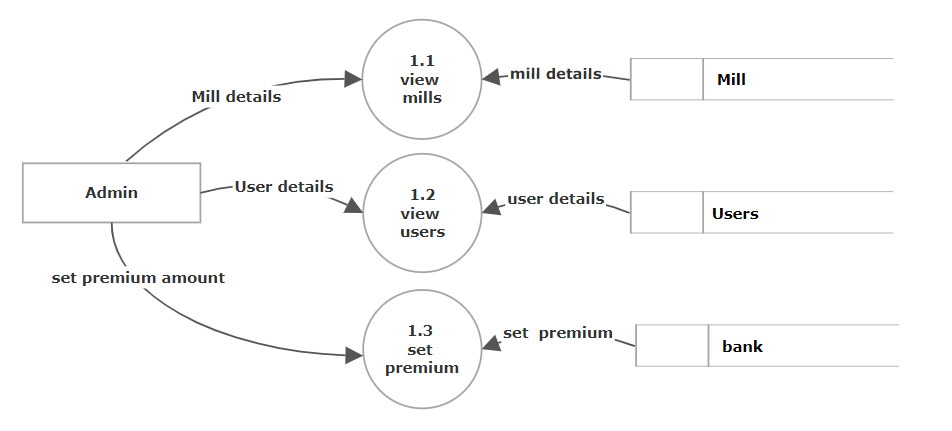 1.1
view
mills
Mill details
mill details
Mill
Admin
User details
1.2
view
users
user details
Users
set premium amount
1.3
set
premium
set  premium
bank